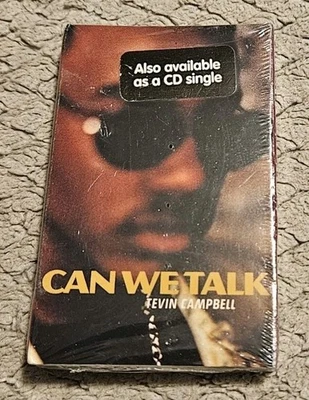 Also available
as a CD single
CAN WE TALK
TEVIN CAMPBELL